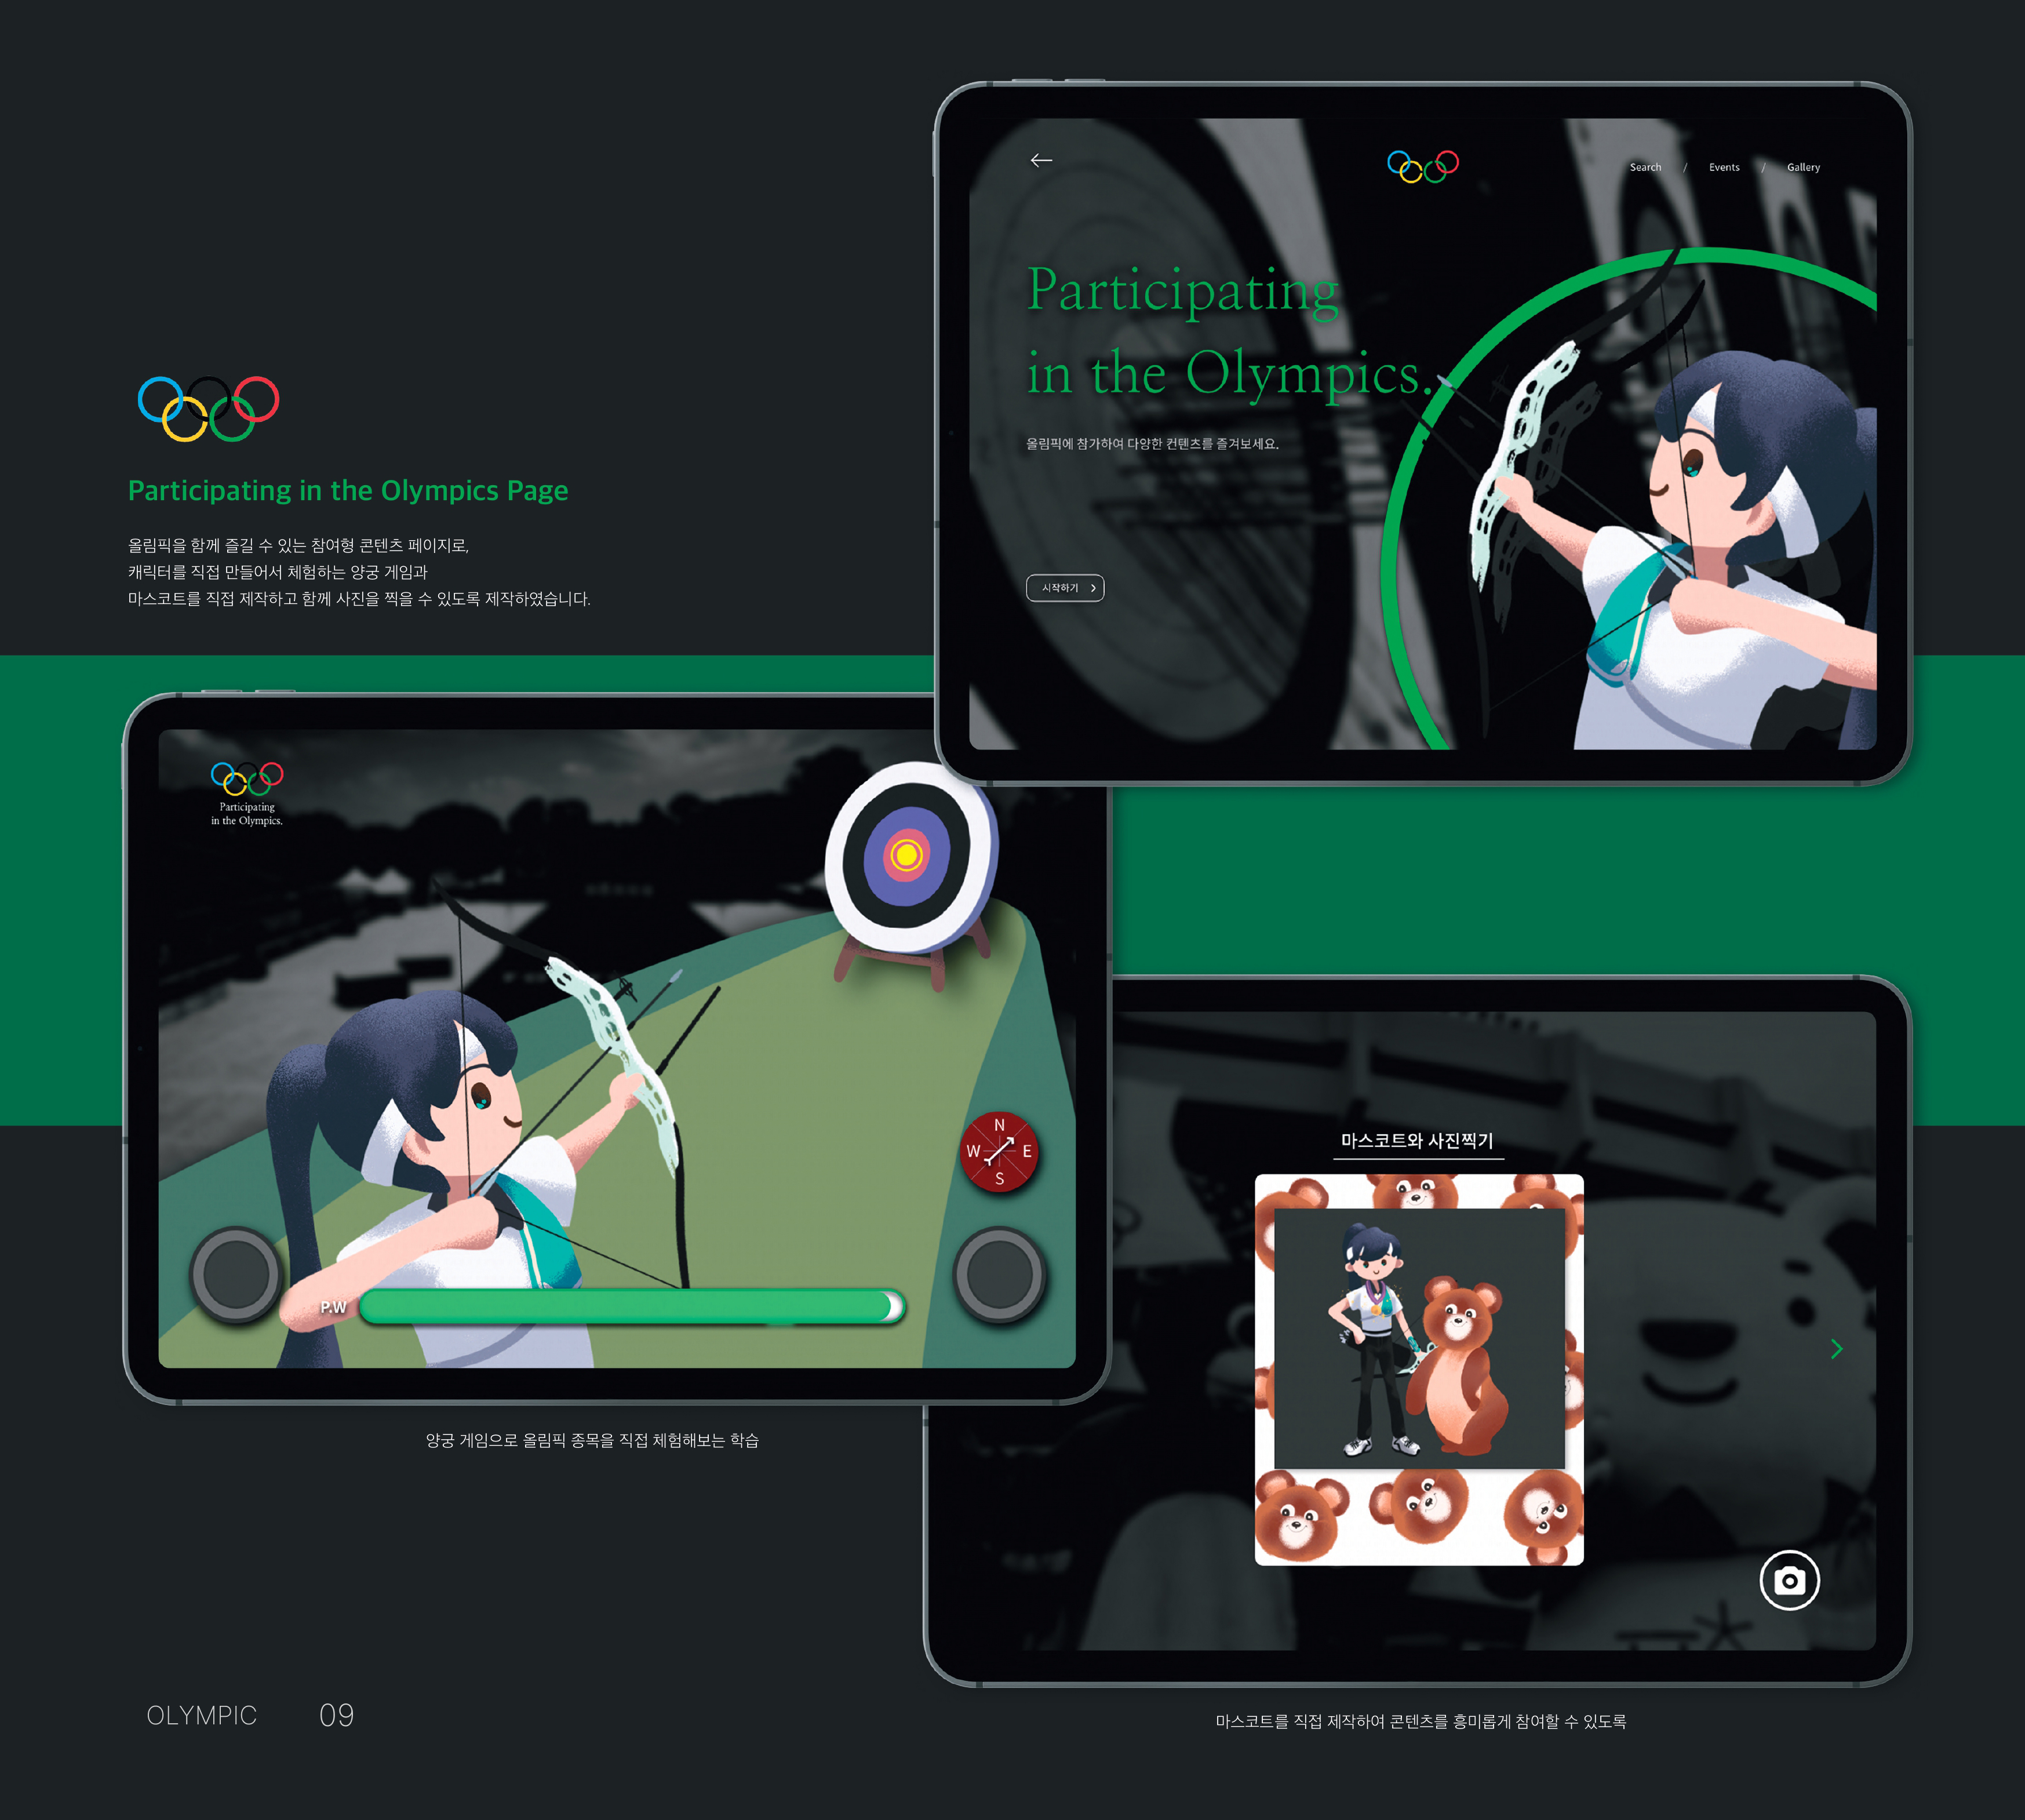 Participating in the Olympics Page
올림픽을 함께 즐길 수 있는 참여형 콘텐츠 페이지로,
캐릭터를 직접 만들어서 체험하는 양궁 게임과
마스코트를 직접 제작하고 함께 사진을 찍을 수 있도록 제작하였습니다.
Search / Events / Gallery
Participating
in the Olympics.
올림픽에 참가하여 다양한 컨텐츠를 즐겨보세요.
시작하기
Participating
in the Olympics.
N
W E
S
P.W
양궁 게임으로 올림픽 종목을 직접 체험해보는 학습
마스코트와 사진찍기
마스코트를 직접 제작하여 콘텐츠를 흥미롭게 참여할 수 있도록
OLYMPIC 09